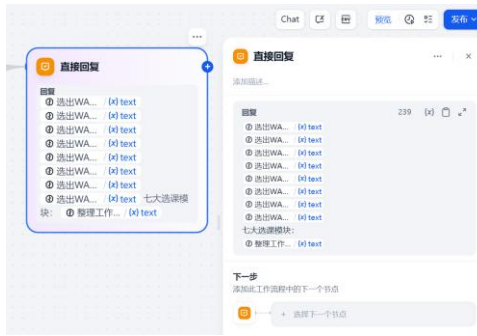 Chat
预览
发布
直接回复
回复
选出WA... / {x} text
选出WA... / {x} text
选出WA... / {x} text
选出WA... / {x} text
选出WA... / {x} text
选出WA... / {x} text
选出WA... / {x} text
选出WA... / {x} text 七大选课模
块： 整理工作... / {x} text
直接回复
添加描述...
回复 239 {x}
选出WA... {x} text
选出WA... {x} text
选出WA... {x} text
选出WA... {x} text
选出WA... {x} text
选出WA... {x} text
选出WA... {x} text
选出WA... {x} text
七大选课模块：
整理工作... {x} text
下一步
添加此工作流程中的下一个节点
+ 选择下一个节点